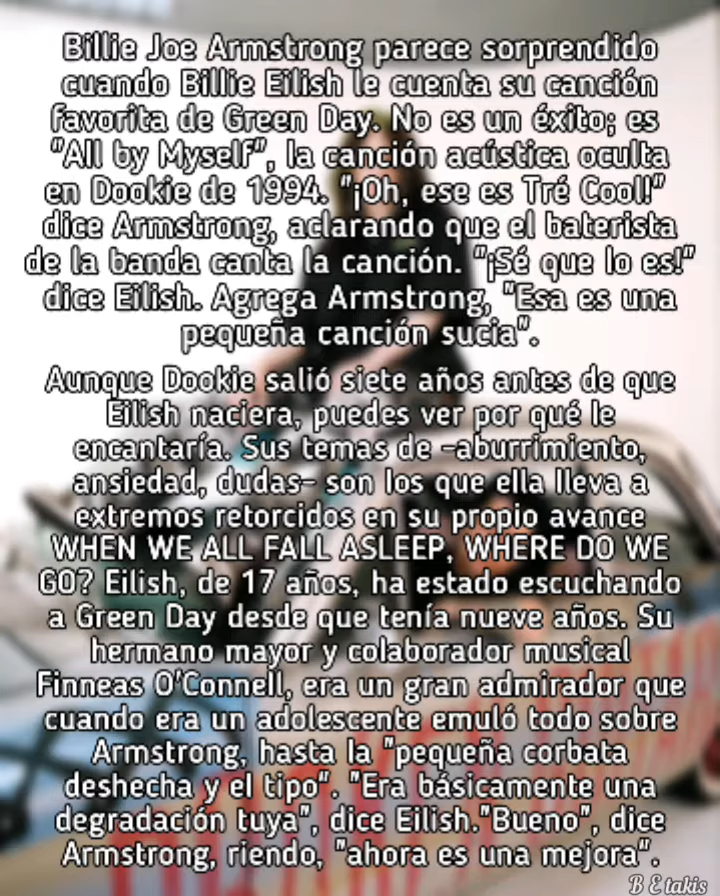 Billie Joe Armstrong parece sorprendido
cuando Billie Eilish le cuenta su canción
favorita de Green Day. No es un éxito; es
"All by Myself", la canción acústica oculta
en Dookie de 1994. "¡Oh, ese es Tré Cool!"
dice Armstrong, aclarando que el baterista
de la banda canta la canción. "¡Sé que lo es!"
dice Eilish. Agrega Armstrong, "Esa es una
pequeña canción sucia".
Aunque Dookie salió siete años antes de que
Eilish naciera, puedes ver por qué le
encantaría. Sus temas de -aburrimiento,
ansiedad, dudas- son los que ella lleva a
extremos retorcidos en su propio avance
WHEN WE ALL FALL ASLEEP, WHERE DO WE
GO? Eilish, de 17 años, ha estado escuchando
a Green Day desde que tenía nueve años. Su
hermano mayor y colaborador musical
Finneas O'Connell, era un gran admirador que
cuando era un adolescente emuló todo sobre
Armstrong, hasta la "pequeña corbata
deshecha y el tipo". "Era básicamente una
degradación tuya", dice Eilish."Bueno", dice
Armstrong, riendo, "ahora es una mejora".
B E takis